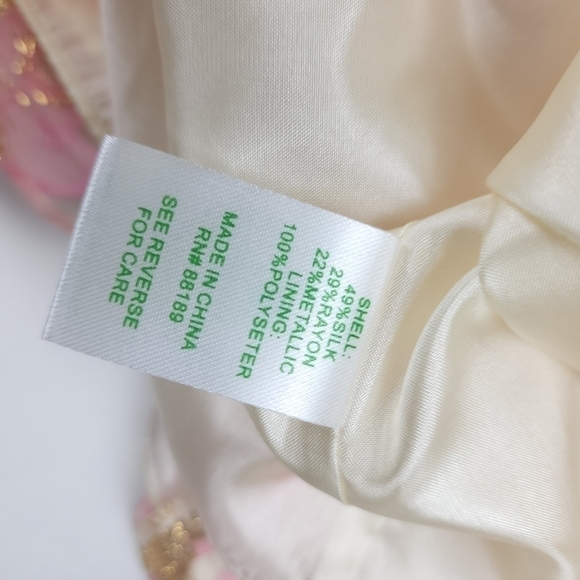 SHELL:
49%SILK
29%RAYON
22%METALLIC
LINING:
100%POLYSETER
MADE IN CHINA
RN# 88189
SEE REVERSE
FOR CARE